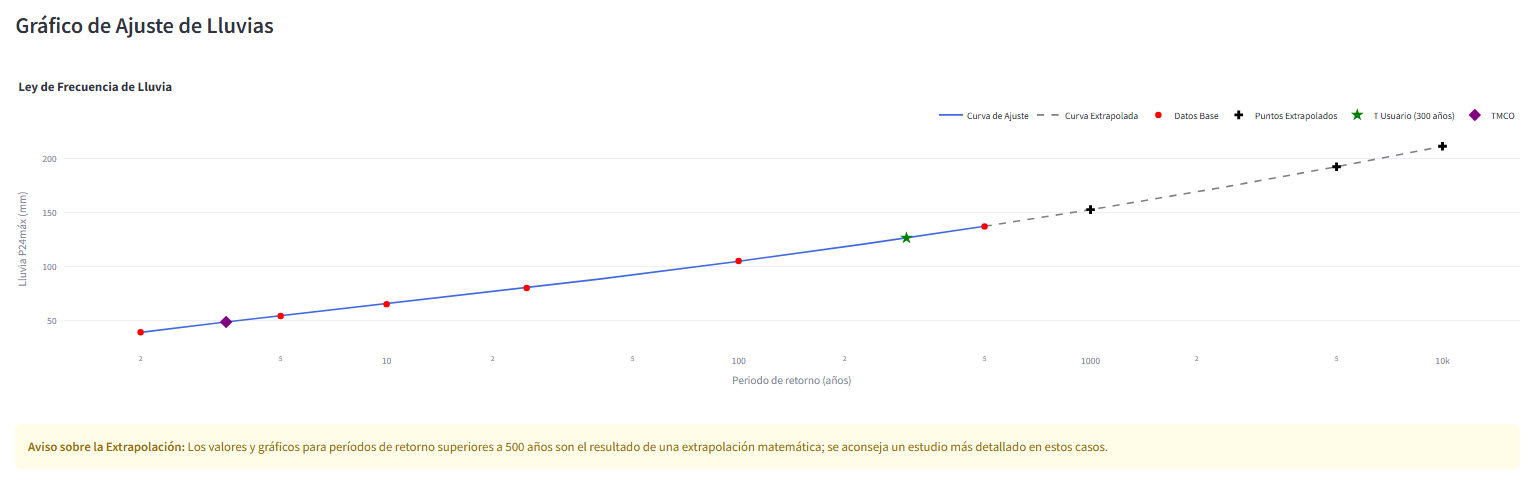 Gráfico de Ajuste de Lluvias
Ley de Frecuencia de Lluvia
Curva de Ajuste Curva Extrapolada Datos Base Puntos Extrapolados T Usuario (300 años) TMCO
200
150
100
50
Lluvia P24máx (mm)
2 5 10 2 5 100 2 5 1000 2 5 10k
Periodo de retorno (años)
Aviso sobre la Extrapolación: Los valores y gráficos para períodos de retorno superiores a 500 años son el resultado de una extrapolación matemática; se aconseja un estudio más detallado en estos casos.